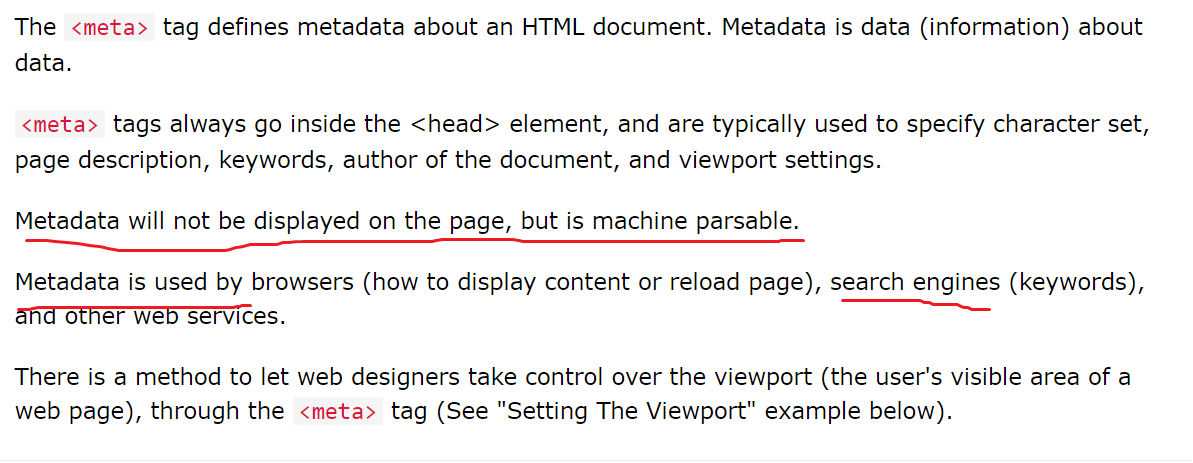 The <meta> tag defines metadata about an HTML document. Metadata is data (information) about
data.
<meta> tags always go inside the <head> element, and are typically used to specify character set,
page description, keywords, author of the document, and viewport settings.
Metadata will not be displayed on the page, but is machine parsable.
Metadata is used by browsers (how to display content or reload page), search engines (keywords),
and other web services.
There is a method to let web designers take control over the viewport (the user's visible area of a
web page), through the <meta> tag (See "Setting The Viewport" example below).